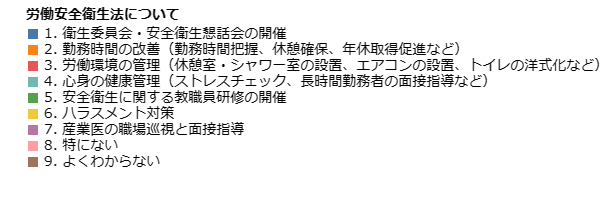 労働安全衛生法について
1. 衛生委員会・安全衛生懇話会の開催
2. 勤務時間の改善（勤務時間把握、休憩確保、年休取得促進など）
3. 労働環境の管理（休憩室・シャワー室の設置、エアコンの設置、トイレの洋式化など）
4. 心身の健康管理（ストレスチェック、長時間勤務者の面接指導など）
5. 安全衛生に関する教職員研修の開催
6. ハラスメント対策
7. 産業医の職場巡視と面接指導
8. 特にない
9. よくわからない